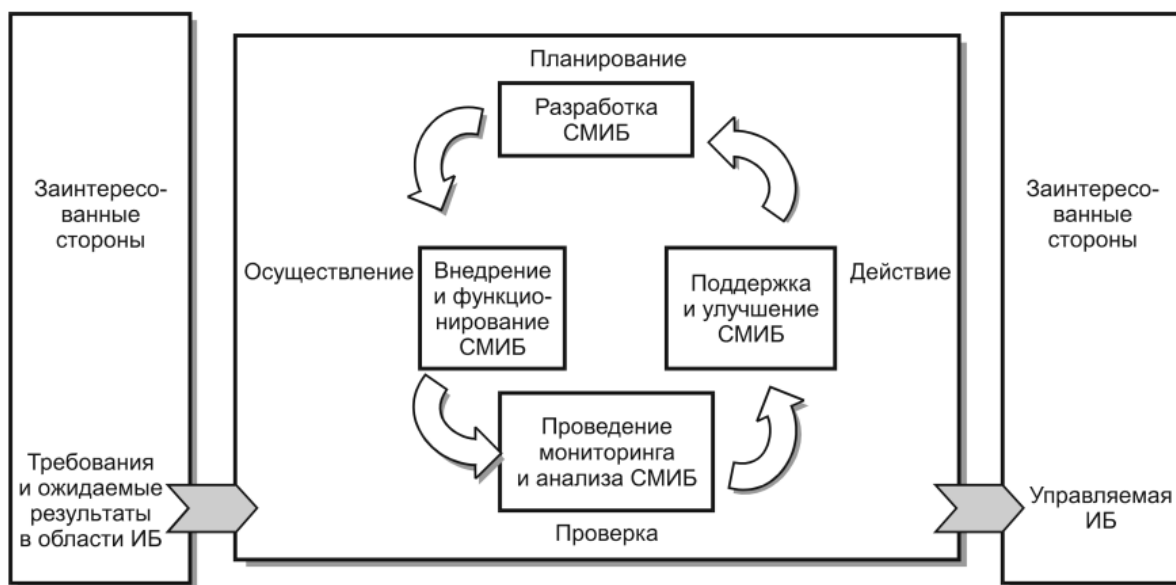 Заинтересо-
ванные
стороны
Требования
и ожидаемые
результаты
в области ИБ
Планирование
Разработка
СМИБ
Осуществление
Внедрение
и функцио-
нирование
СМИБ
Поддержка
и улучшение
СМИБ
Действие
Проведение
мониторинга
и анализа СМИБ
Проверка
Заинтересо-
ванные
стороны
Управляемая
ИБ